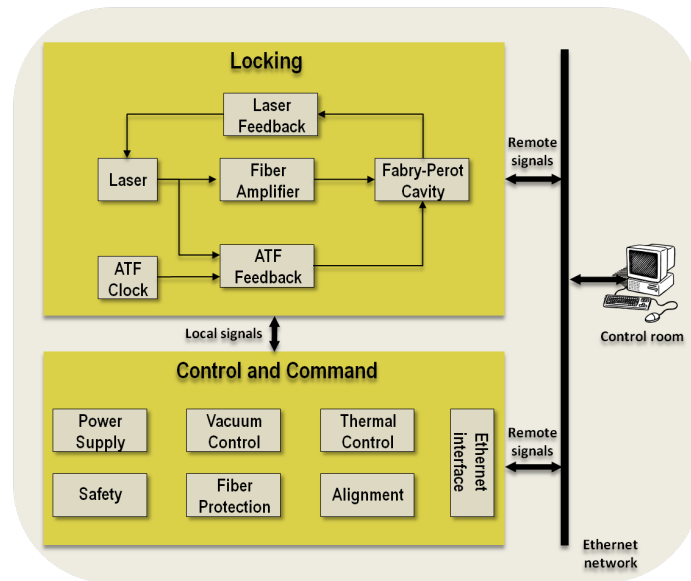 Locking
Laser
Feedback
Laser
Fiber
Amplifier
Fabry-Perot
Cavity
ATF
Clock
ATF
Feedback
Remote
signals
Local signals
Control room
Control and Command
Power
Supply
Vacuum
Control
Thermal
Control
Ethernet
interface
Safety
Fiber
Protection
Alignment
Remote
signals
Ethernet
network